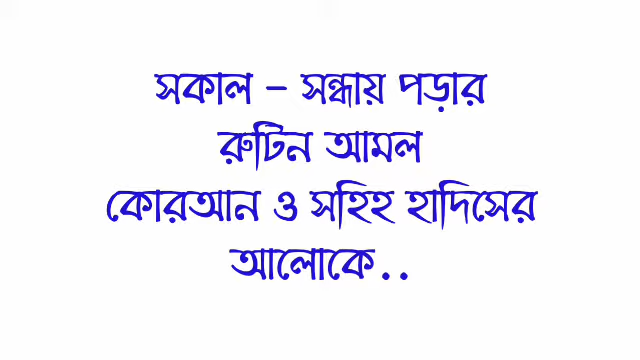 সকাল - সন্ধায় পড়ার
রুটিন আমল
কোরআন ও সহিহ হাদিসের
আলোকে..